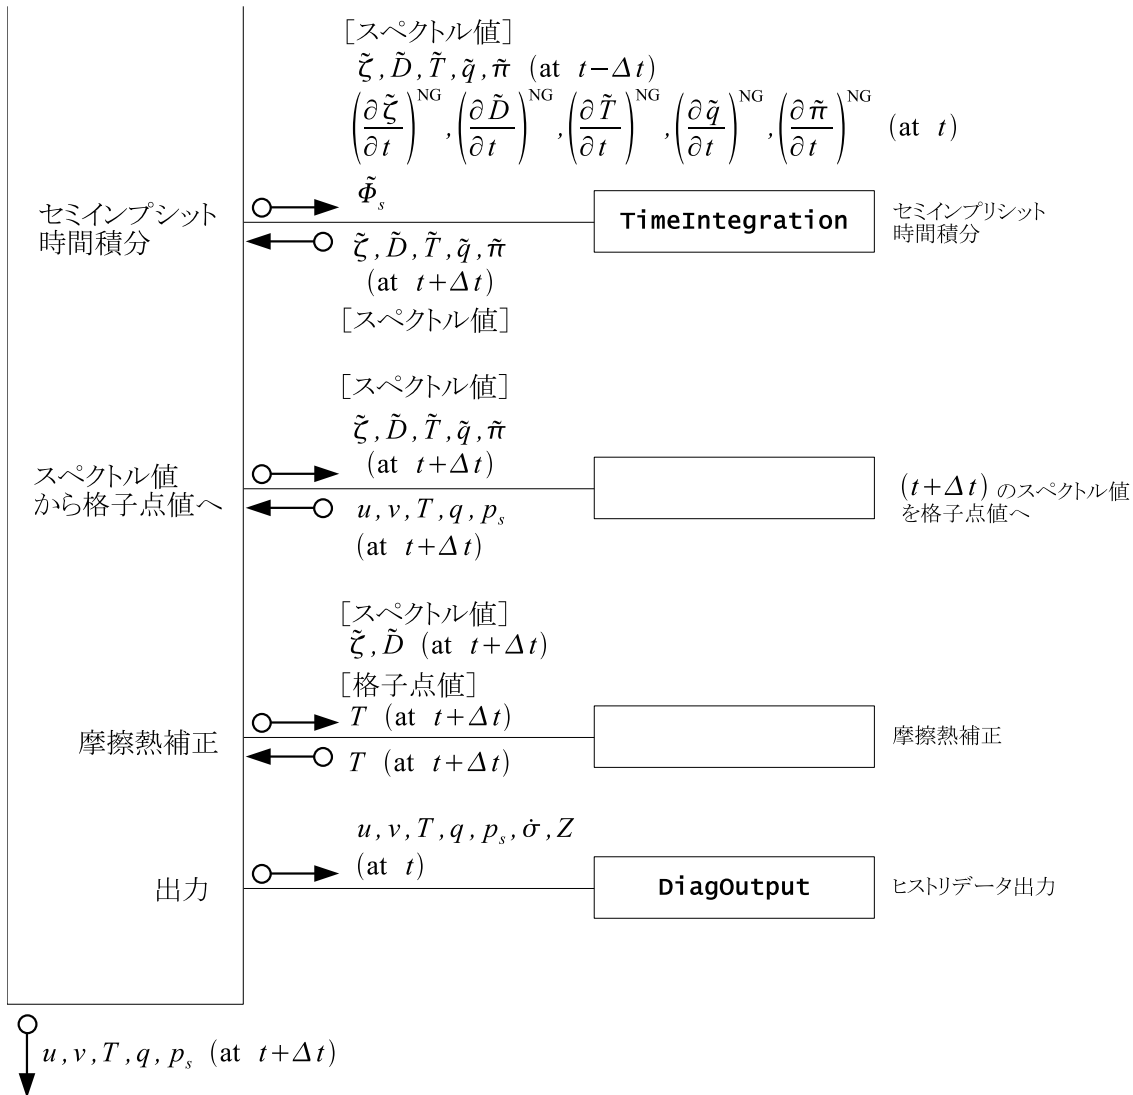 [スペクトル値]
ζ̃ , D̃ , T̃ , q̃ , π̃ (at t−Δt)
(∂ζ̃/∂t)^NG , (∂D̃/∂t)^NG , (∂T̃/∂t)^NG , (∂q̃/∂t)^NG , (∂π̃/∂t)^NG (at t)
Φ̃_s
セミインプシット
時間積分
TimeIntegration
セミインプリシット
時間積分
ζ̃ , D̃ , T̃ , q̃ , π̃
(at t+Δt)
[スペクトル値]
[スペクトル値]
ζ̃ , D̃ , T̃ , q̃ , π̃
(at t+Δt)
スペクトル値
から格子点値へ
(t+Δt) のスペクトル値
を格子点値へ
u , v , T , q , p_s
(at t+Δt)
[スペクトル値]
ζ̃ , D̃ (at t+Δt)
[格子点値]
T (at t+Δt)
摩擦熱補正
摩擦熱補正
T (at t+Δt)
u , v , T , q , p_s , σ̇ , Z
(at t)
出力
DiagOutput
ヒストリデータ出力
u , v , T , q , p_s (at t+Δt)